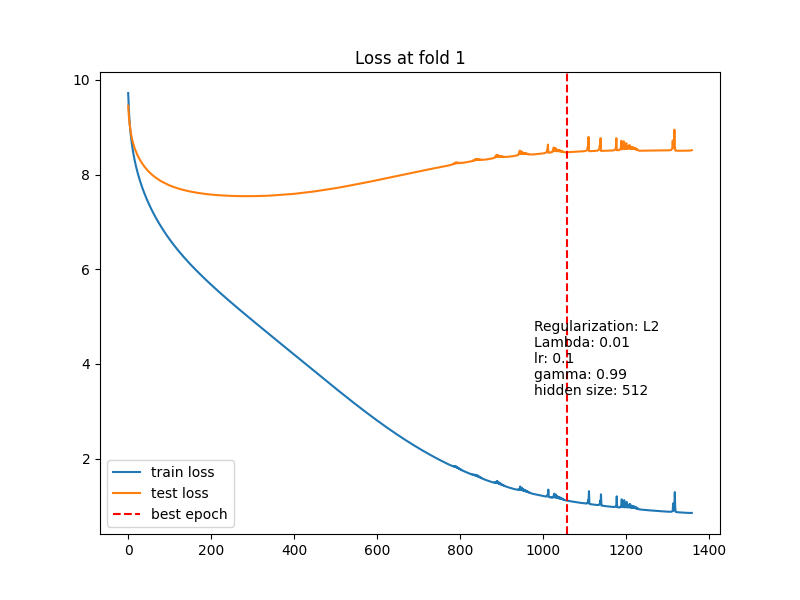 Loss at fold 1
10
8
6
4
2
Regularization: L2
Lambda: 0.01
lr: 0.1
gamma: 0.99
hidden size: 512
train loss
test loss
best epoch
0 200 400 600 800 1000 1200 1400